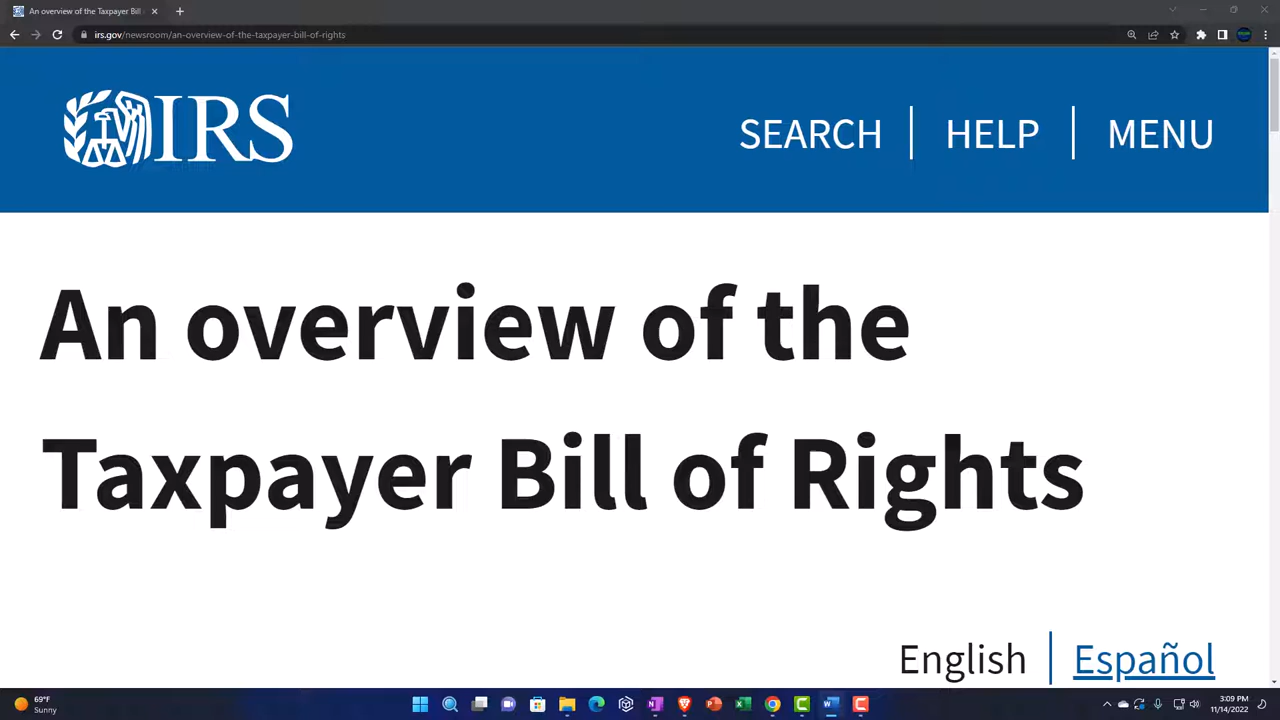 An overview of the Taxpayer Bill
irs.gov/newsroom/an-overview-of-the-taxpayer-bill-of-rights
IRS
SEARCH
HELP
MENU
An overview of the
Taxpayer Bill of Rights
English
Español
69°F
Sunny
3:09 PM
11/14/2022